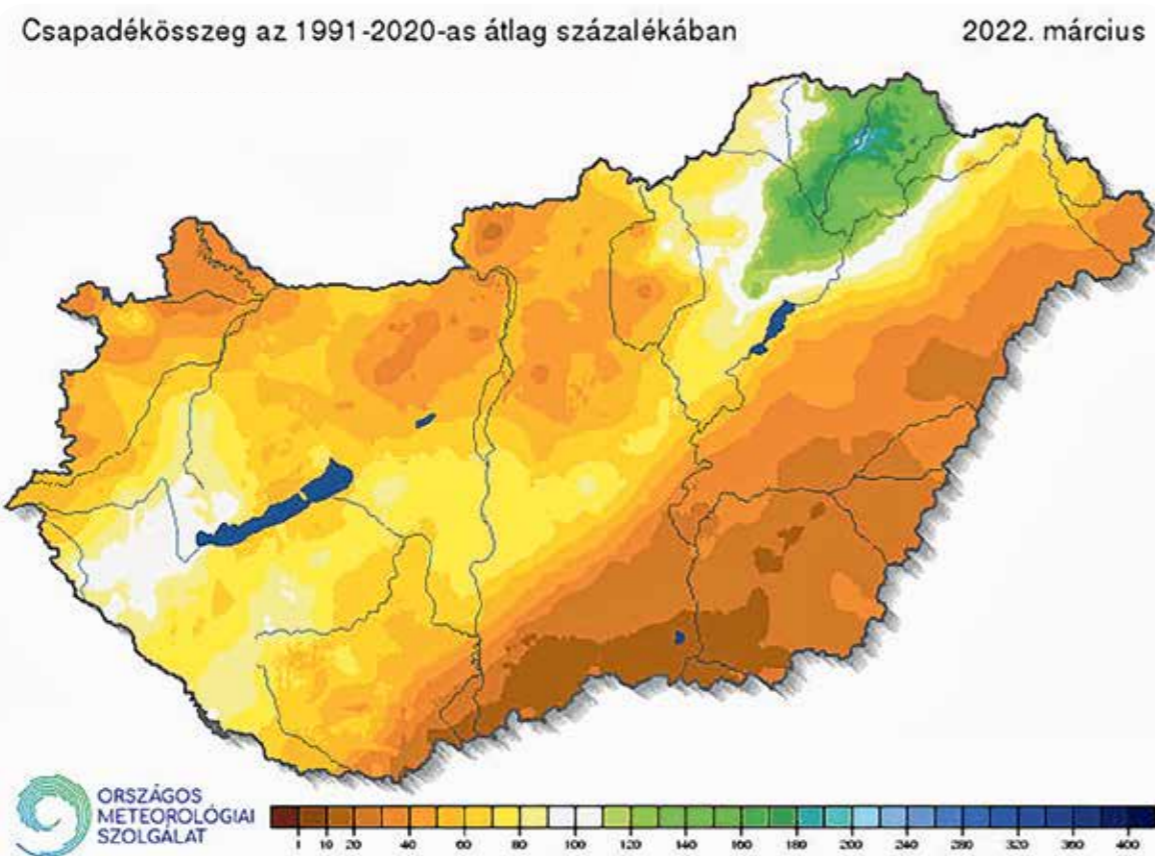 Csapadékösszeg az 1991-2020-as átlag százalékában
2022. március
ORSZÁGOS
METEOROLÓGIAI
SZOLGÁLAT
1 10 20 40 60 80 100 120 140 160 180 200 240 280 320 360 400